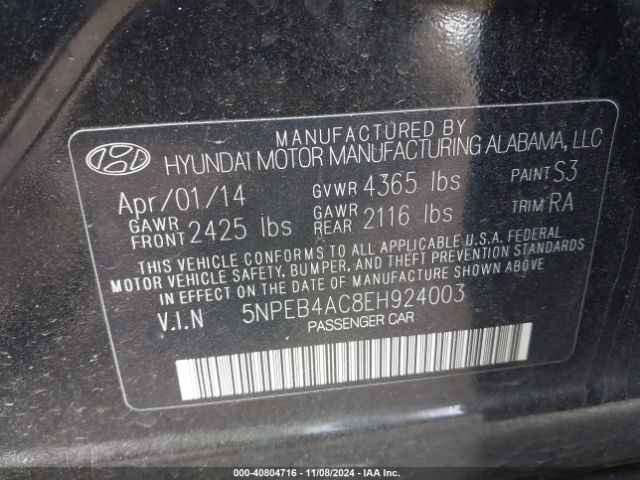 MANUFACTURED BY
HYUNDAI MOTOR MANUFACTURING ALABAMA, LLC
Apr/01/14 GVWR 4365 lbs PAINT S3
GAWR FRONT 2425 lbs GAWR REAR 2116 lbs TRIM RA
THIS VEHICLE CONFORMS TO ALL APPLICABLE U.S.A. FEDERAL
MOTOR VEHICLE SAFETY, BUMPER, AND THEFT PREVENTION STANDARDS
IN EFFECT ON THE DATE OF MANUFACTURE SHOWN ABOVE.
V.I.N 5NPEB4AC8EH924003
PASSENGER CAR
000-40804716 - 11/08/2024 - IAA Inc.